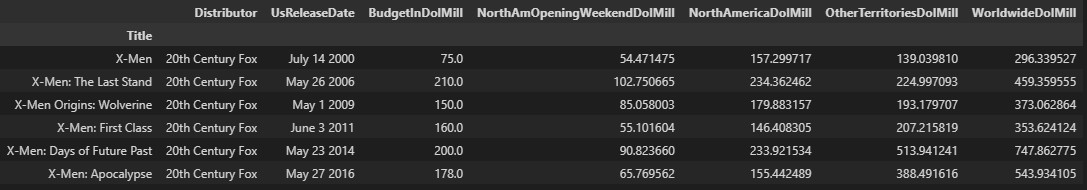 Distributor UsReleaseDate BudgetInDolMill NorthAmOpeningWeekendDolMill NorthAmericaDolMill OtherTerritoriesDolMill WorldwideDolMill
Title
X-Men 20th Century Fox July 14 2000 75.0 54.471475 157.299717 139.039810 296.339527
X-Men: The Last Stand 20th Century Fox May 26 2006 210.0 102.750665 234.362462 224.997093 459.359555
X-Men Origins: Wolverine 20th Century Fox May 1 2009 150.0 85.058003 179.883157 193.179707 373.062864
X-Men: First Class 20th Century Fox June 3 2011 160.0 55.101604 146.408305 207.215819 353.624124
X-Men: Days of Future Past 20th Century Fox May 23 2014 200.0 90.823660 233.921534 513.941241 747.862775
X-Men: Apocalypse 20th Century Fox May 27 2016 178.0 65.769562 155.442489 388.491616 543.934105